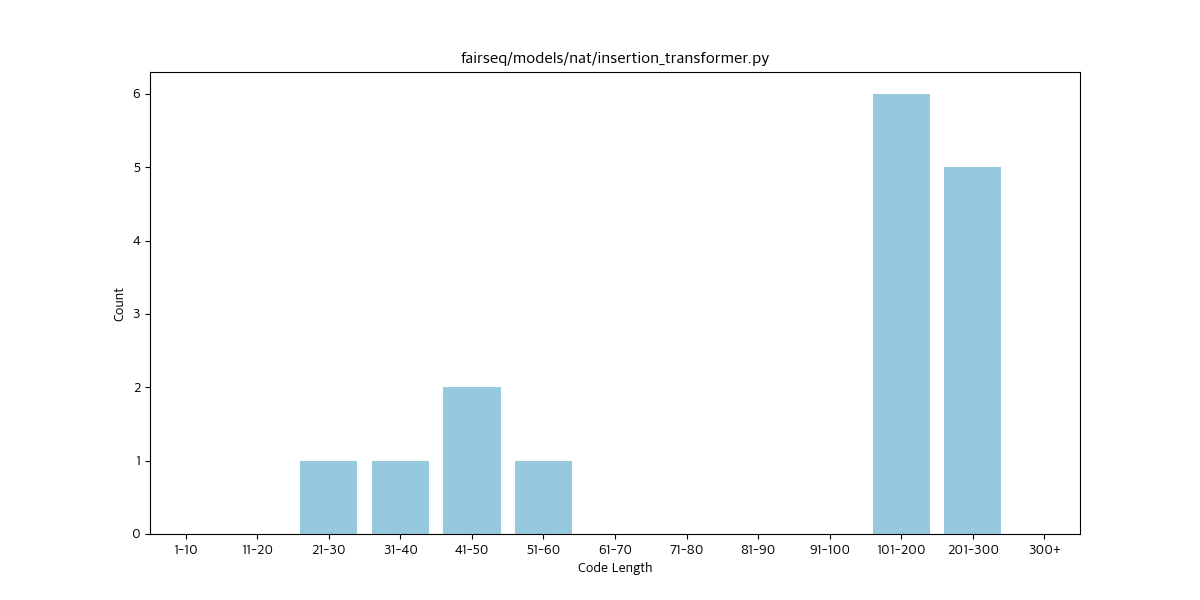 fairseq/models/nat/insertion_transformer.py
6
5
4
3
2
1
0
Count
1-10 11-20 21-30 31-40 41-50 51-60 61-70 71-80 81-90 91-100 101-200 201-300 300+
Code Length